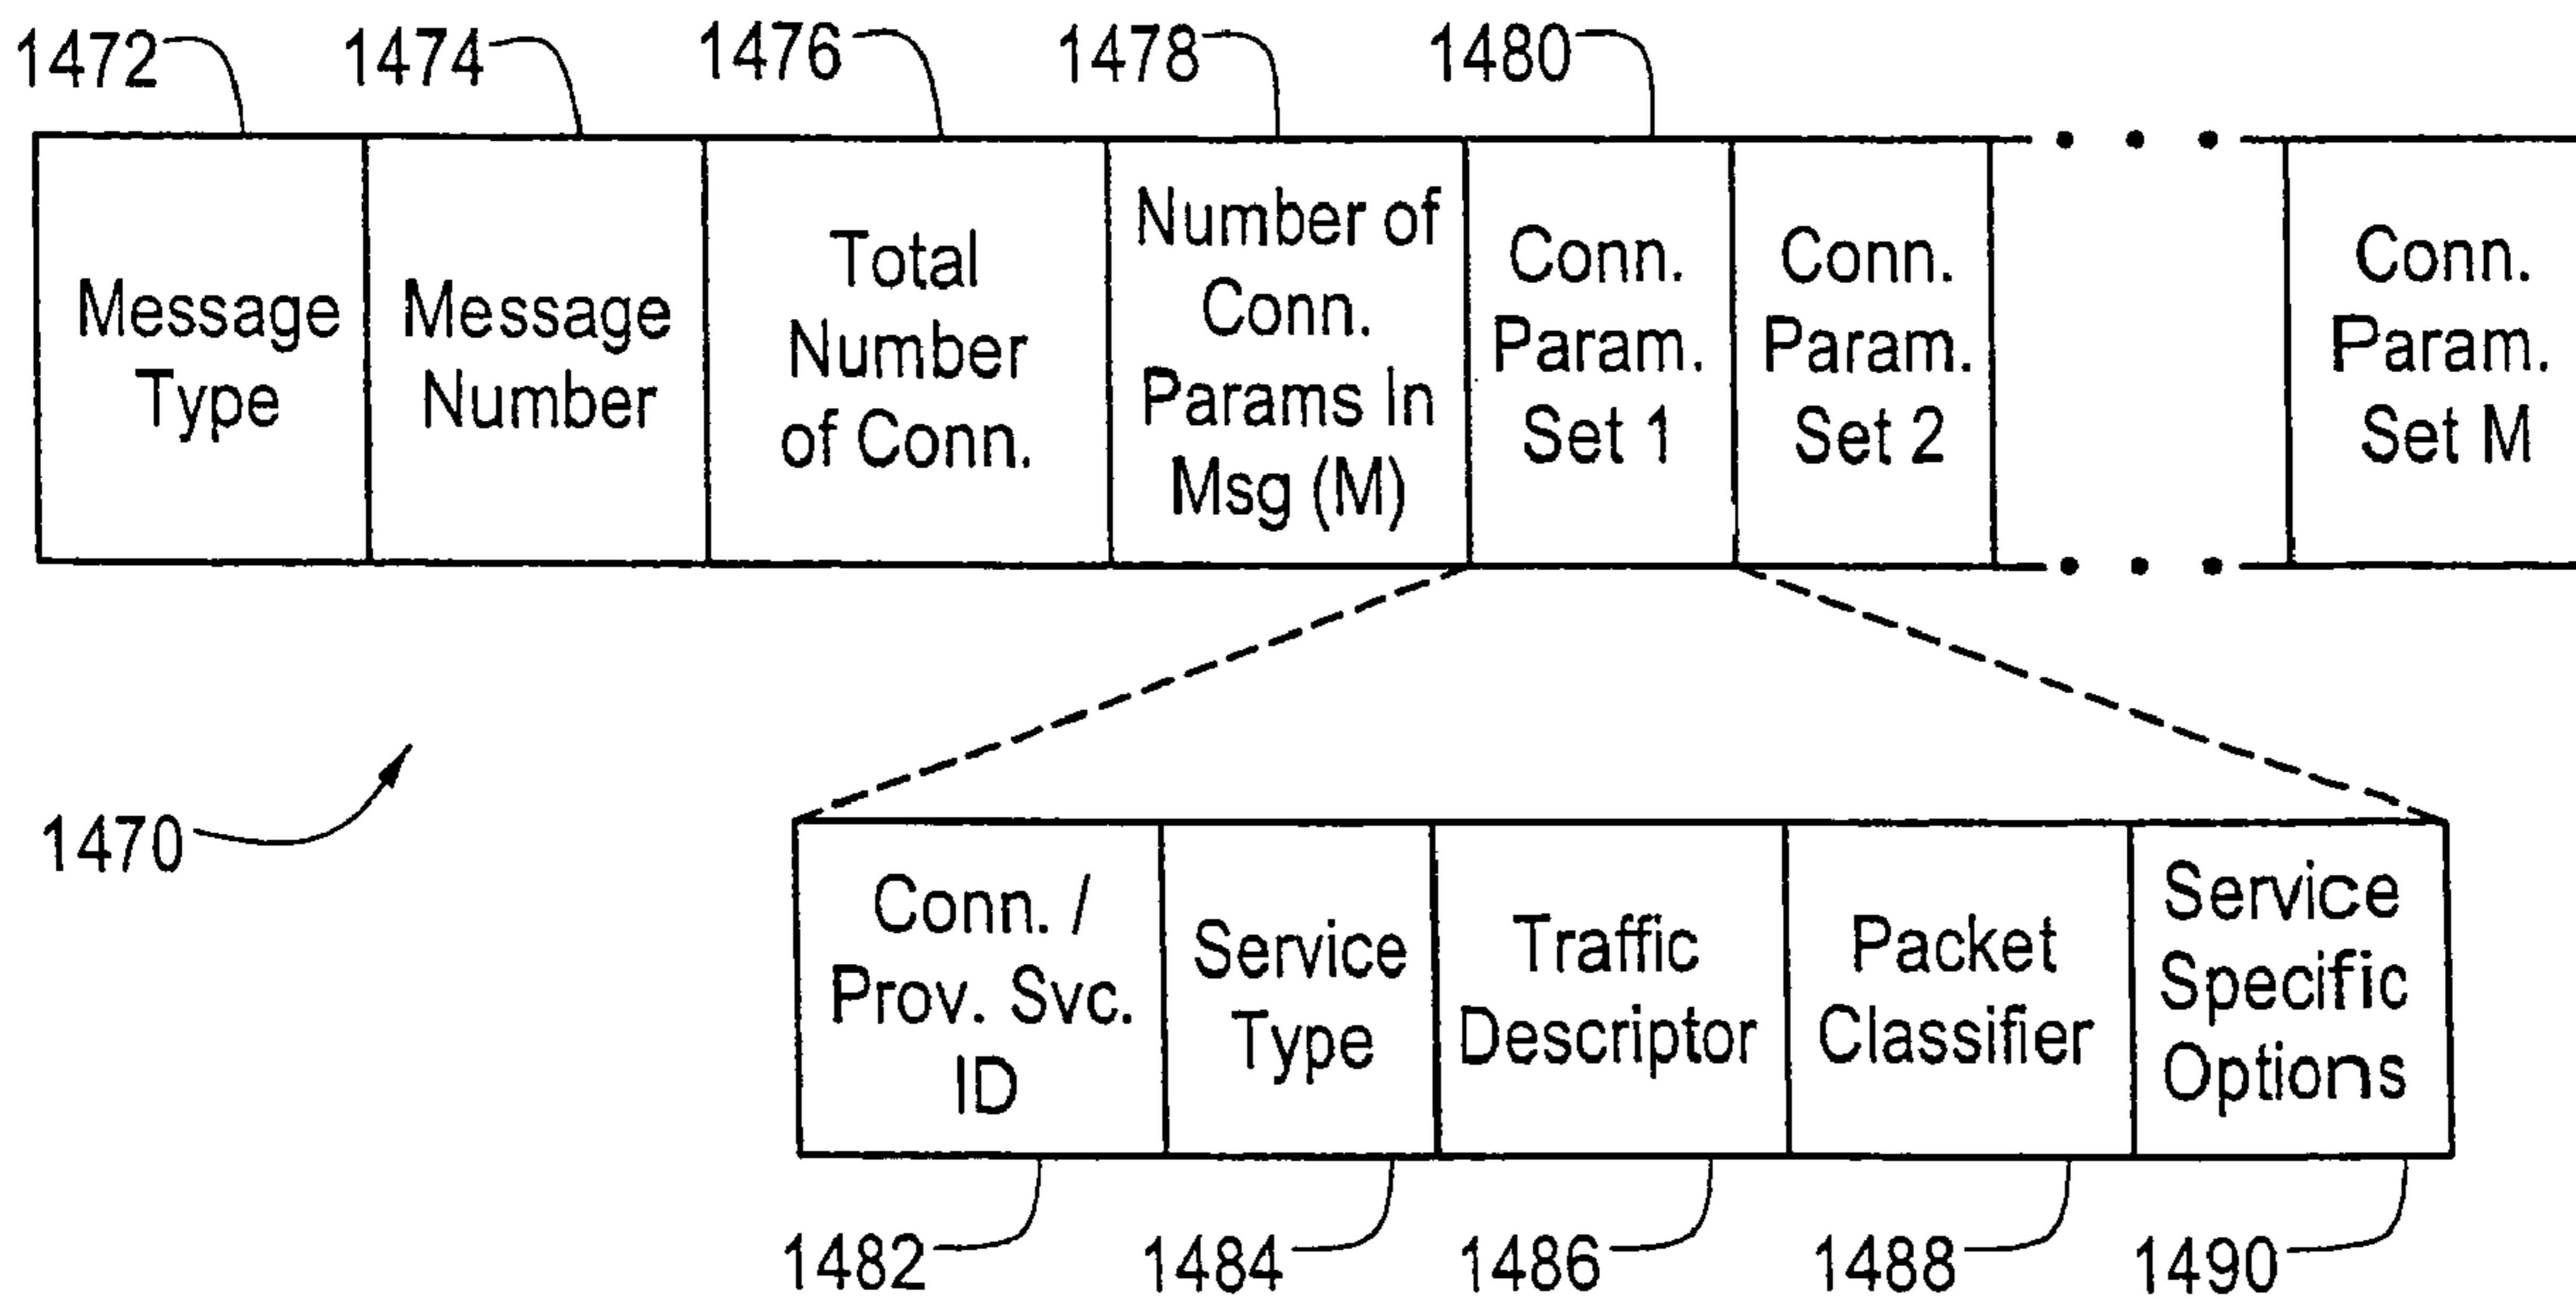 1472 1474 1476 1478 1480
Message
Type
Message
Number
Total
Number
of Conn.
Number of
Conn.
Params In
Msg (M)
Conn.
Param.
Set 1
Conn.
Param.
Set 2
Conn.
Param.
Set M
1470
Conn. /
Prov. Svc.
ID
Service
Type
Traffic
Descriptor
Packet
Classifier
Service
Specific
Options
1482 1484 1486 1488 1490